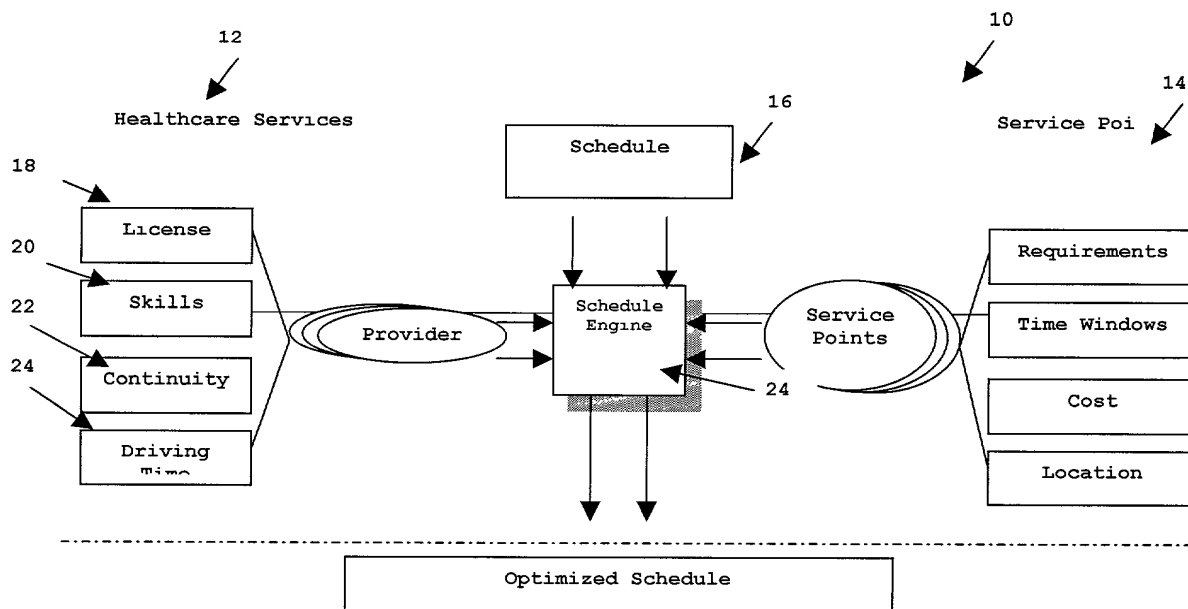 12
10
14
16
Healthcare Services
Service Poi
Schedule
18
License
Requirements
20
Skills
Schedule
Engine
Time Windows
22
Provider
Service
Points
Continuity
24
24
Cost
Driving
Time
Location
Optimized Schedule